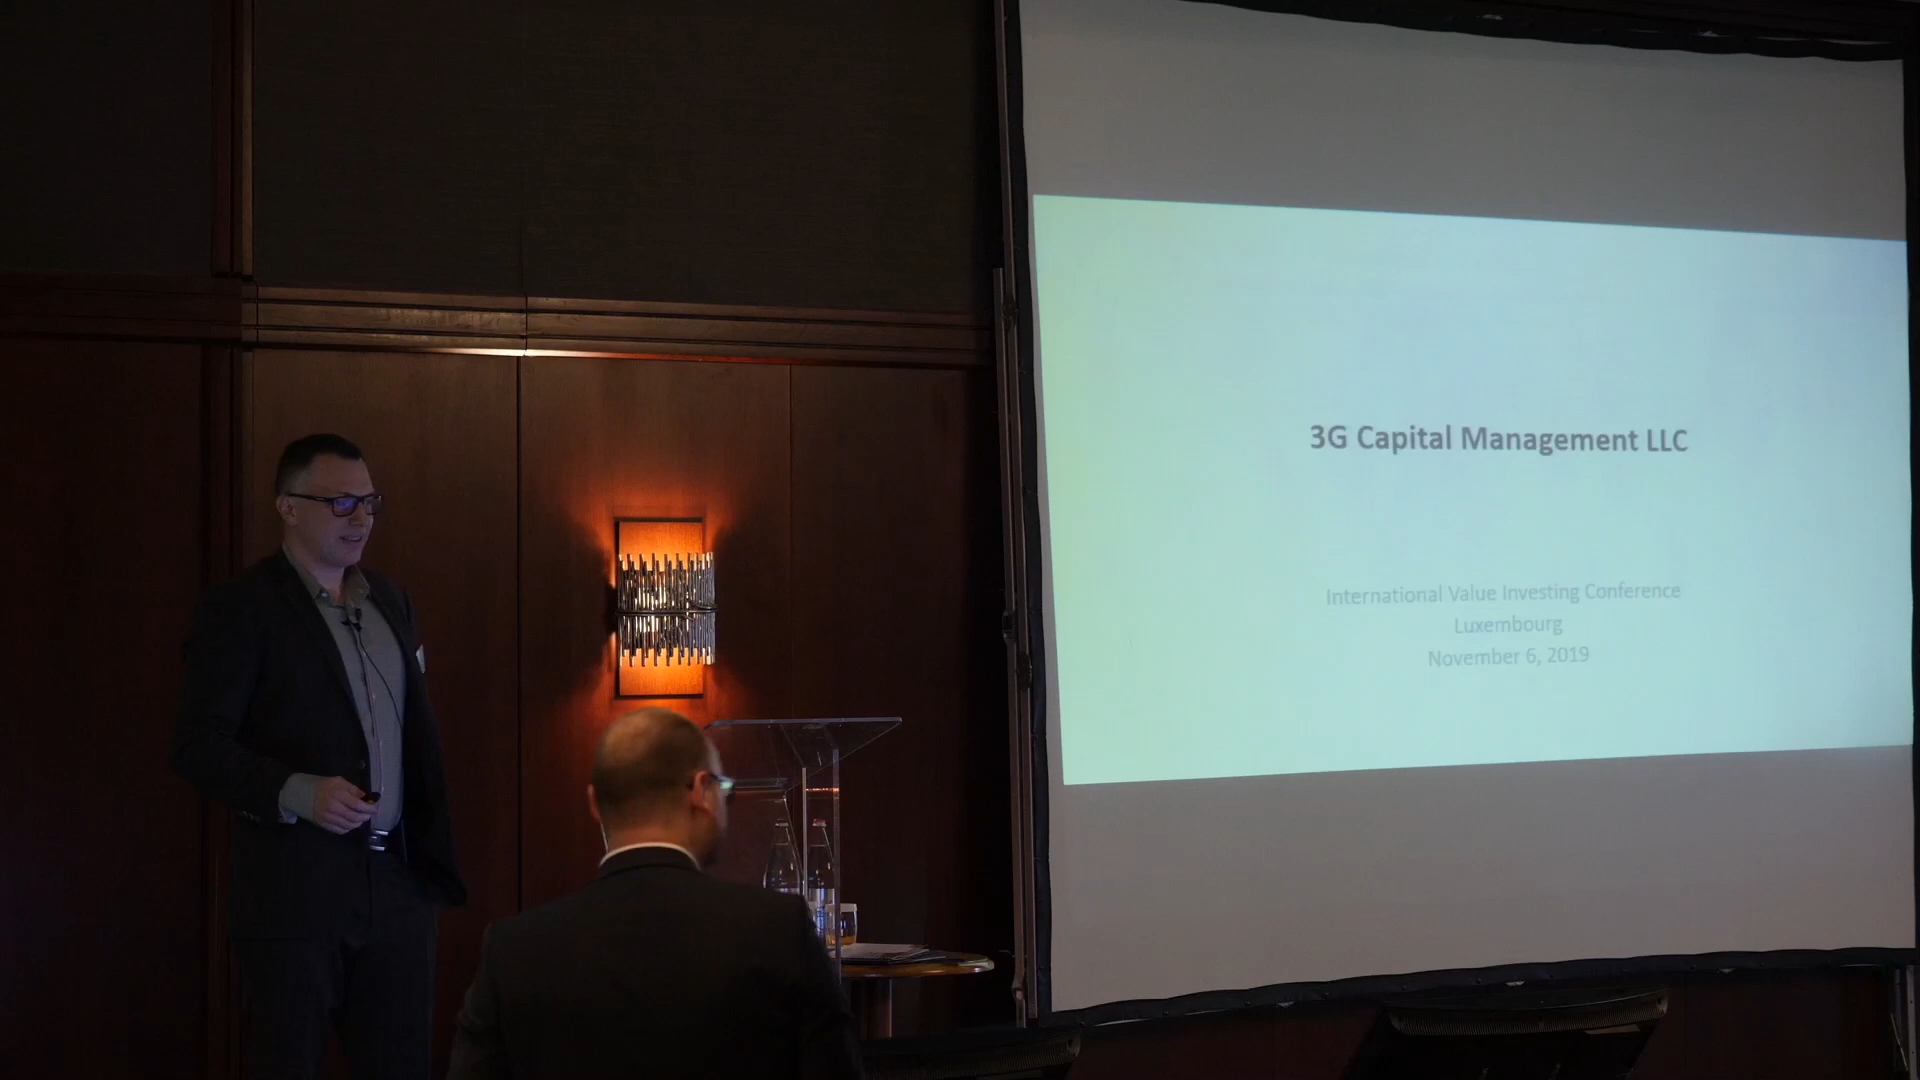 3G Capital Management LLC
International Value Investing Conference
Luxembourg
November 6, 2019